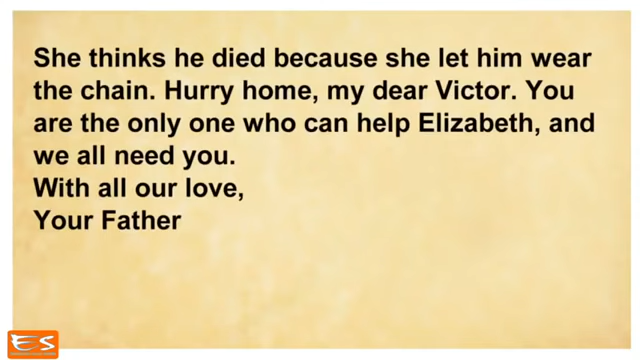 She thinks he died because she let him wear
the chain. Hurry home, my dear Victor. You
are the only one who can help Elizabeth, and
we all need you.
With all our love,
Your Father
ES